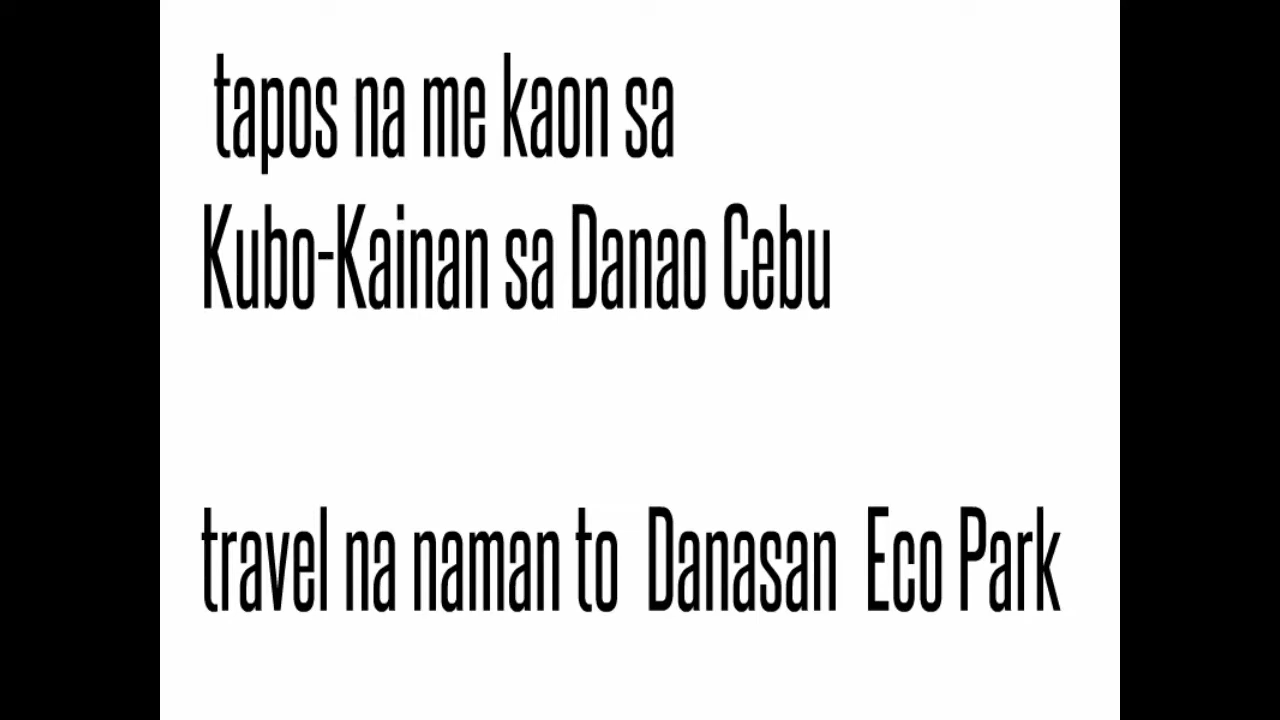 tapos na me kaon sa
Kubo-Kainan sa Danao Cebu
travel na naman to Danasan Eco Park